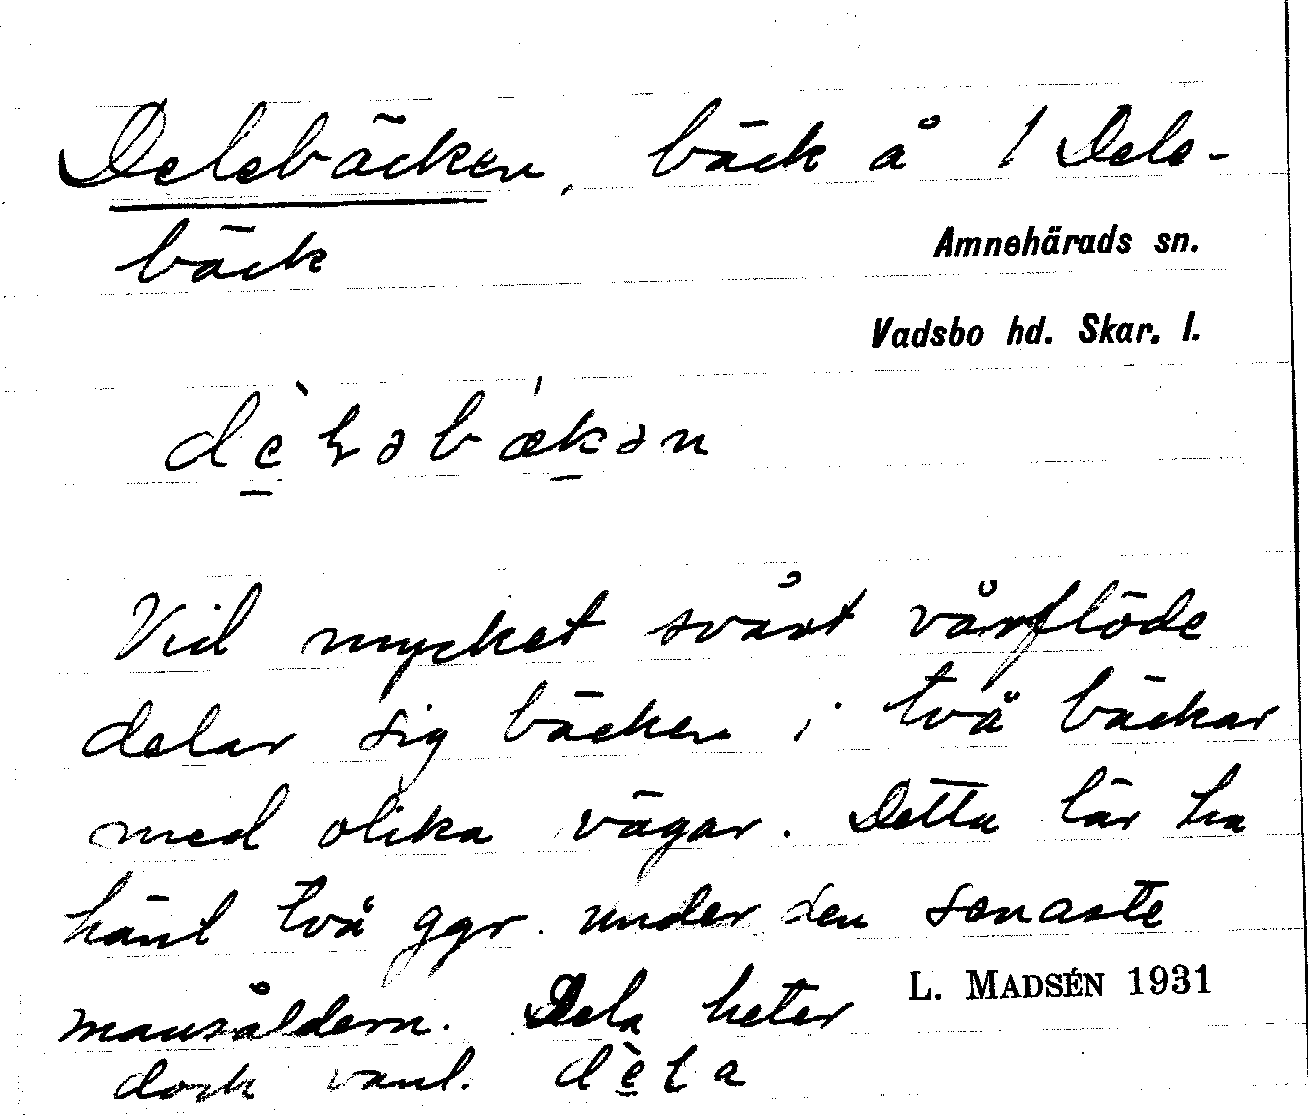 Delebäcken, bäck å 1 Dele-
bäck
Amnehärads sn.
Vadsbo hd. Skar. l.
Vid mycket svårt vårflöde
delar sig bäcken i två bäckar
med olika vägar. Detta lär ha
hänt två ggr. under den senaste
mansåldern. Dela heter
L. MADSÉN 1931
dock vanl. dèla